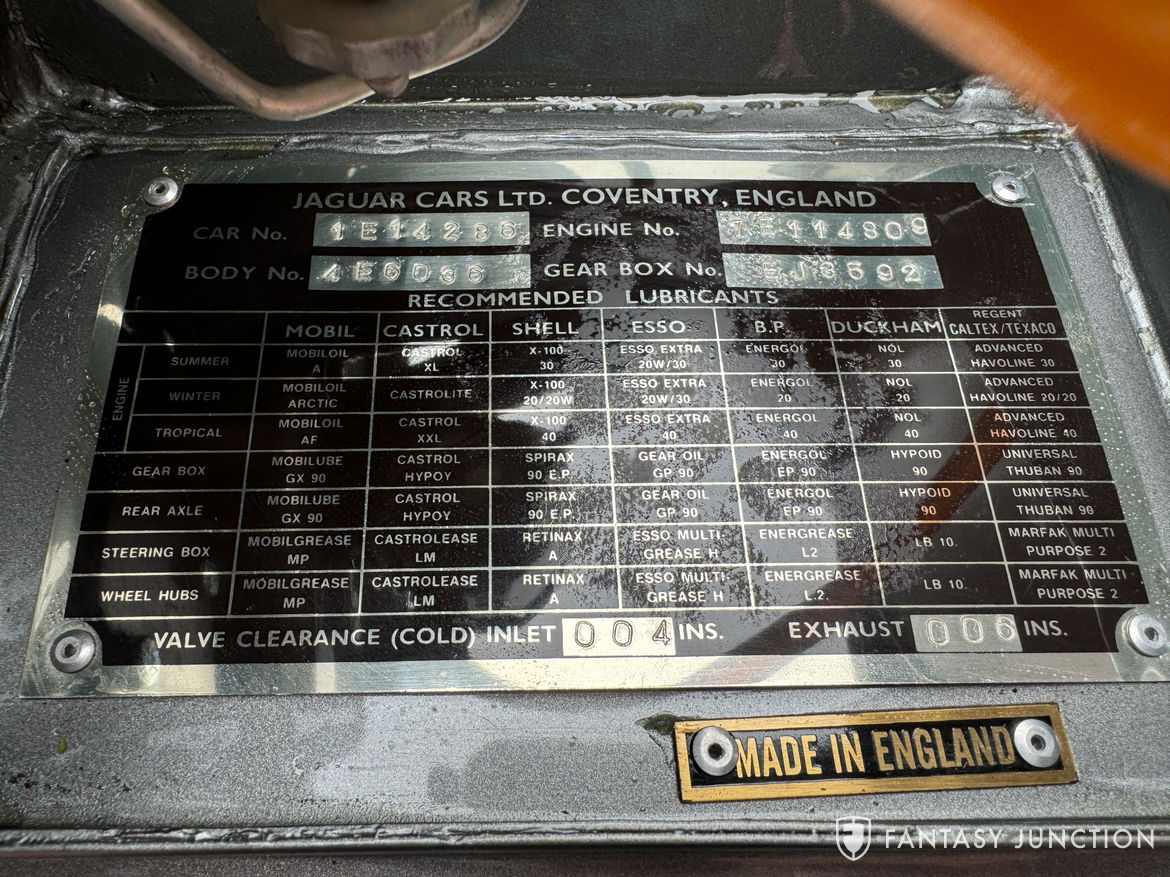 JAGUAR CARS LTD. COVENTRY, ENGLAND
CAR No. 1E14286 ENGINE No. 7E114809
BODY No. 4E6086 GEAR BOX No. EJ8592
RECOMMENDED LUBRICANTS
MOBIL CASTROL SHELL ESSO B.P. DUCKHAM REGENT CALTEX/TEXACO
ENGINE
SUMMER MOBILOIL A CASTROL XL X-100 30 ESSO EXTRA 20W/30 ENERGOL 30 NOL 30 ADVANCED HAVOLINE 30
WINTER MOBILOIL ARCTIC CASTROLITE X-100 20/20W ESSO EXTRA 20W/30 ENERGOL 20 NOL 20 ADVANCED HAVOLINE 20/20
TROPICAL MOBILOIL AF CASTROL XXL X-100 40 ESSO EXTRA 40 ENERGOL 40 NOL 40 ADVANCED HAVOLINE 40
GEAR BOX MOBILUBE GX 90 CASTROL HYPOY SPIRAX 90 E.P. GEAR OIL GP 90 ENERGOL EP 90 HYPOID 90 UNIVERSAL THUBAN 90
REAR AXLE MOBILUBE GX 90 CASTROL HYPOY SPIRAX 90 E.P. GEAR OIL GP 90 ENERGOL EP 90 HYPOID 90 UNIVERSAL THUBAN 90
STEERING BOX MOBILGREASE MP CASTROLEASE LM RETINAX A ESSO MULTI- GREASE H ENERGREASE L2 LB 10. MARFAK MULTI PURPOSE 2
WHEEL HUBS MOBILGREASE MP CASTROLEASE LM RETINAX A ESSO MULTI- GREASE H ENERGREASE L.2. LB 10. MARFAK MULTI PURPOSE 2
VALVE CLEARANCE (COLD) INLET 004 INS. EXHAUST 006 INS.
MADE IN ENGLAND
FANTASY JUNCTION